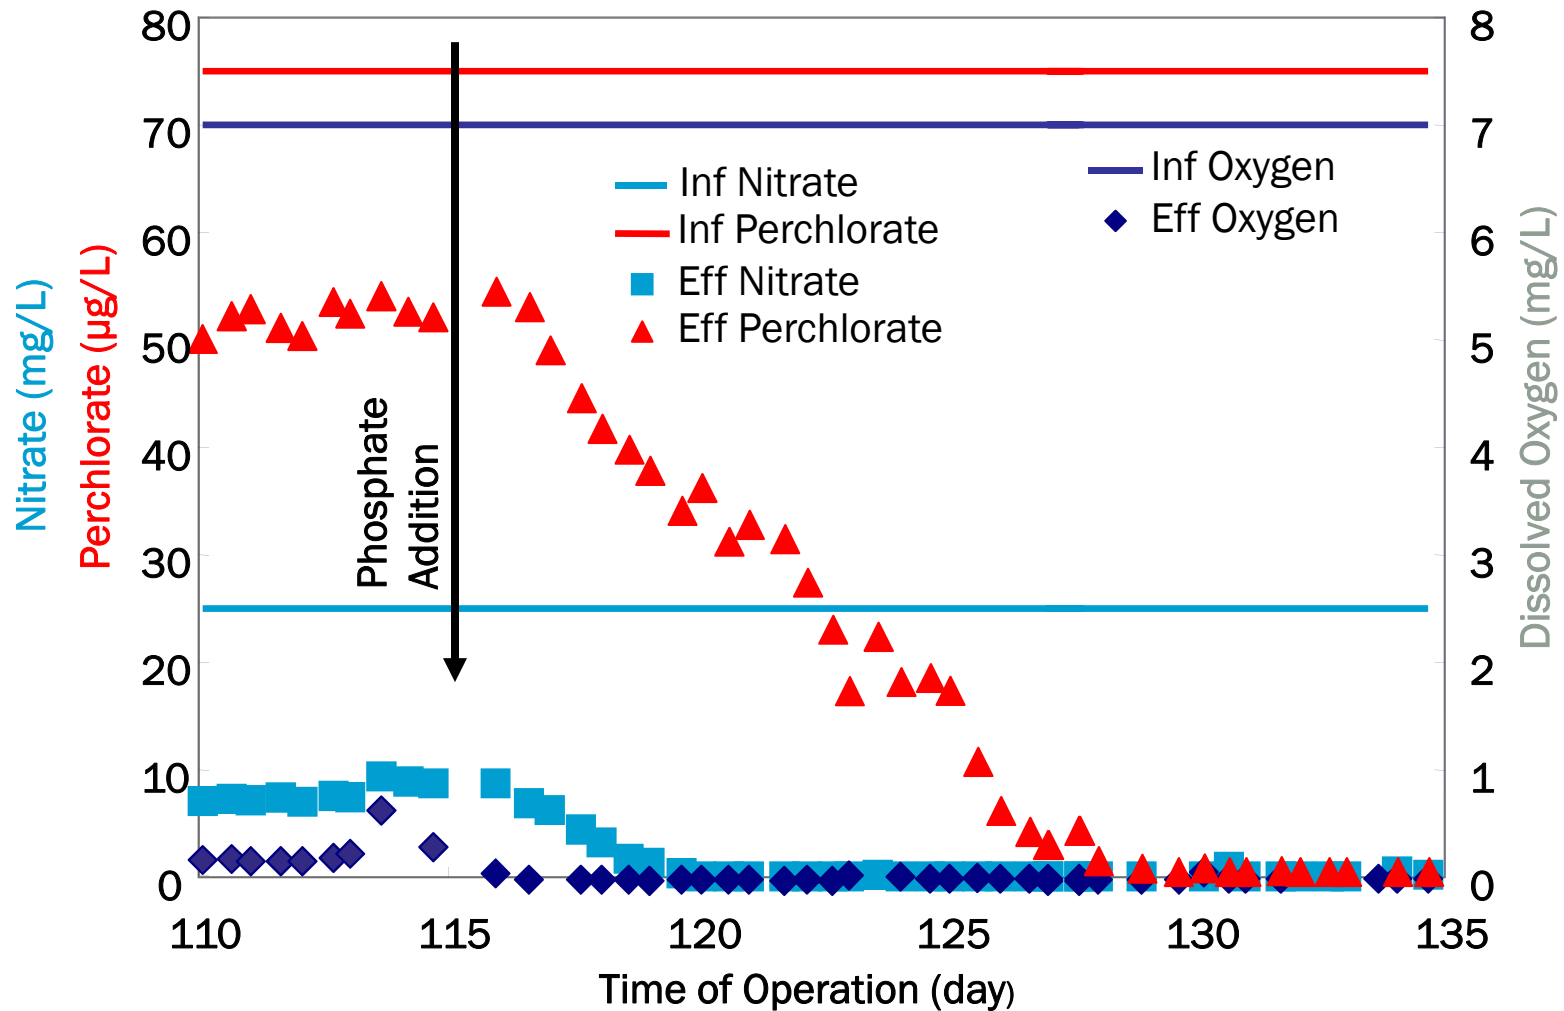 80
70
60
50
40
30
20
10
0
8
7
6
5
4
3
2
1
0
110
115
120
125
130
135
Nitrate (mg/L)
Perchlorate (µg/L)
Dissolved Oxygen (mg/L)
Time of Operation (day)
Phosphate
Addition
Inf Nitrate
Inf Perchlorate
Eff Nitrate
Eff Perchlorate
Inf Oxygen
Eff Oxygen